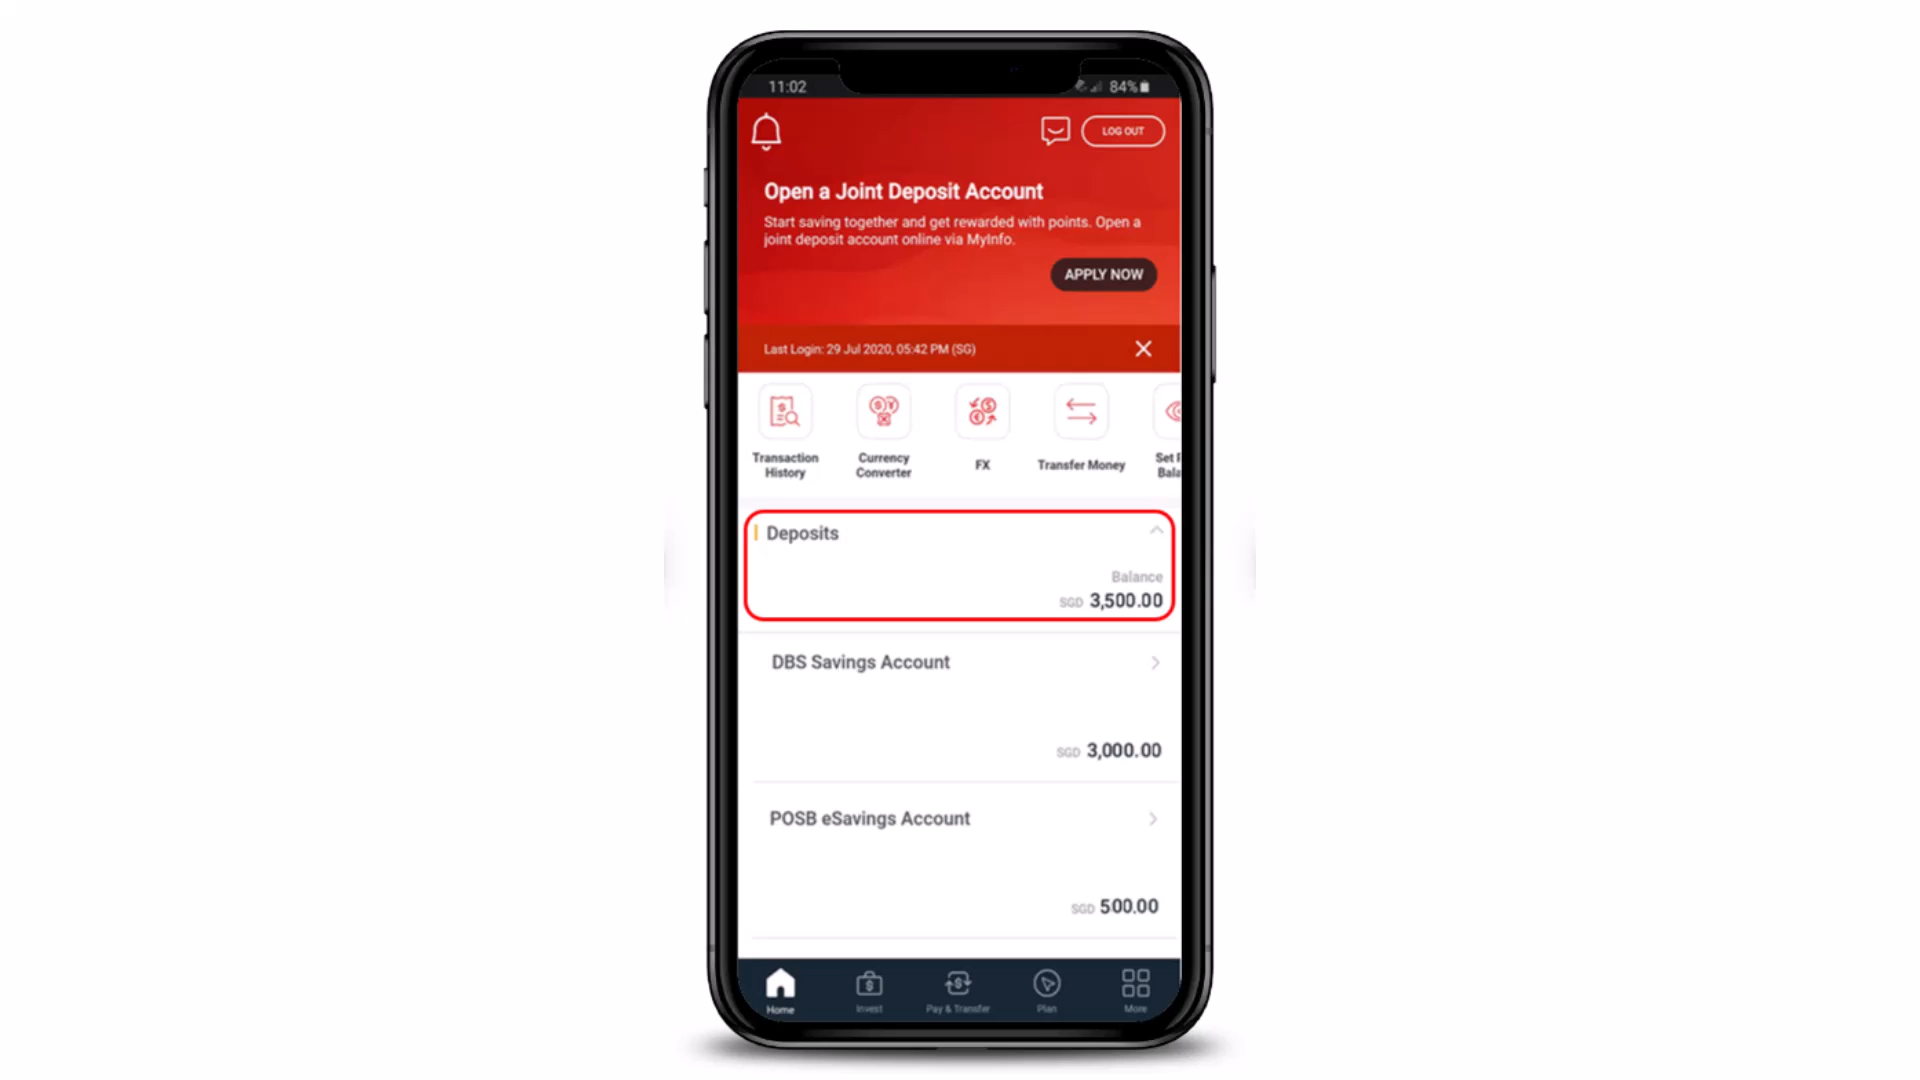 11:02
84%
LOG OUT
Open a Joint Deposit Account
Start saving together and get rewarded with points. Open a
joint deposit account online via MyInfo.
APPLY NOW
Last Login: 29 Jul 2020, 05:42 PM (SG)
Transaction
History
Currency
Converter
FX
Transfer Money
Set
Deposits
Balance
SGD 3,500.00
DBS Savings Account
SGD 3,000.00
POSB eSavings Account
SGD 500.00
Home
Invest
Pay & Transfer
Plan
More